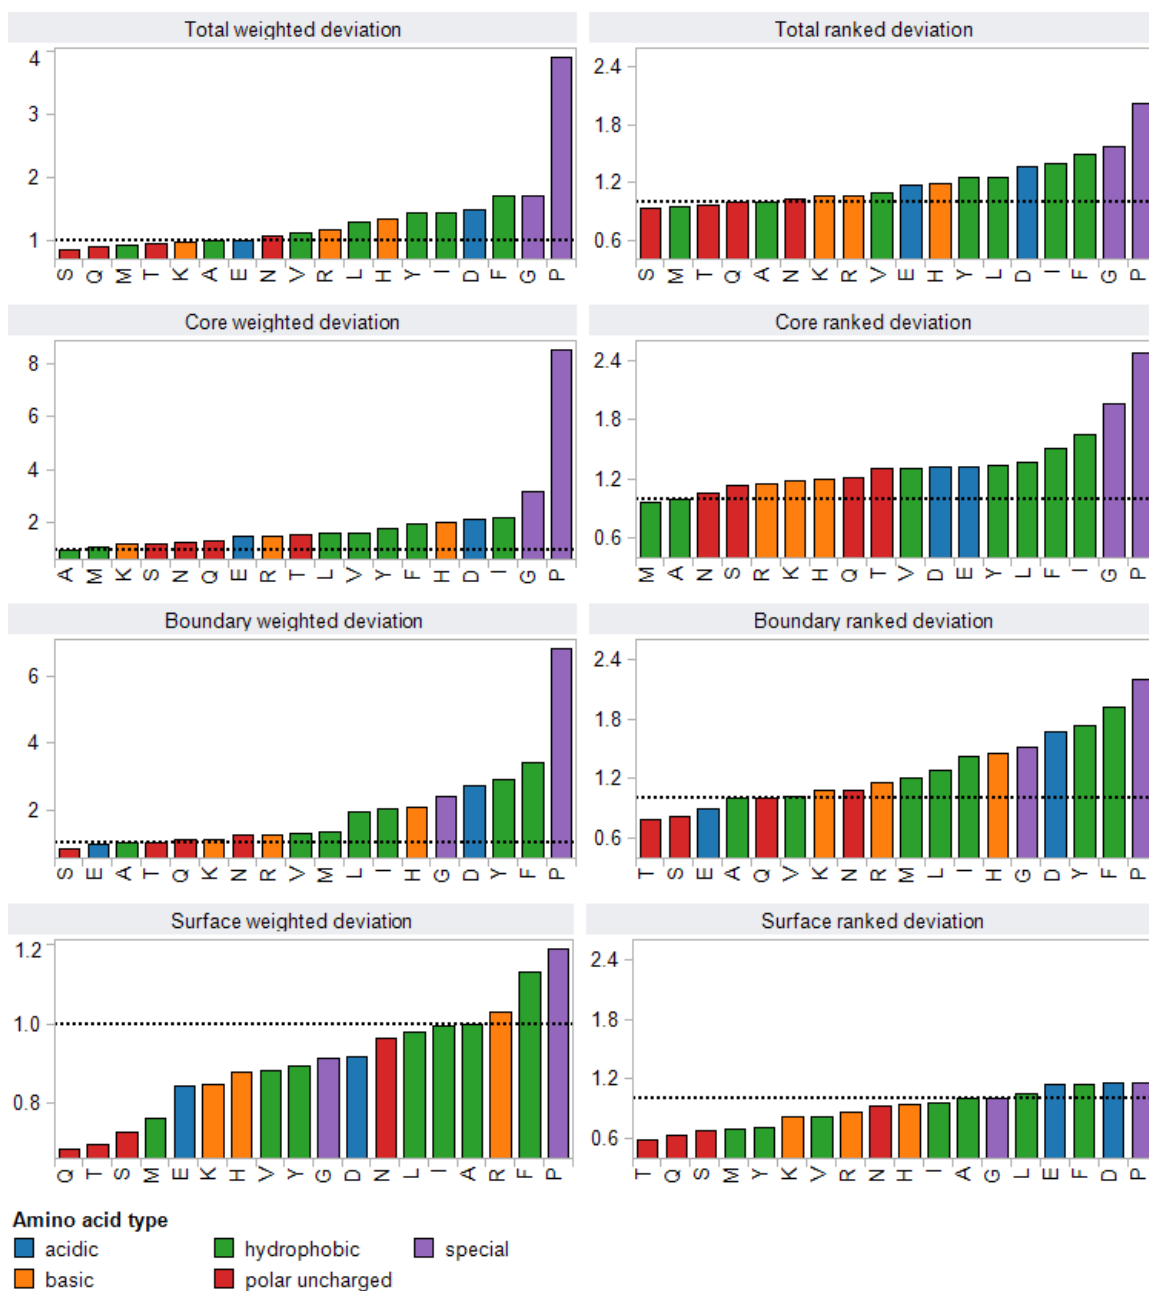 Total weighted deviation
4
3
2
1
S Q M T K A E N V R L H Y I D F G P
Total ranked deviation
2.4
1.8
1.2
0.6
S M T Q A N K R V E H Y L D I F G P
Core weighted deviation
8
6
4
2
A M K S N Q E R T L V Y F H D I G P
Core ranked deviation
2.4
1.8
1.2
0.6
M A N S R K H Q T V D E Y L F I G P
Boundary weighted deviation
6
4
2
S E A T Q K N R V M L I H G D Y F P
Boundary ranked deviation
2.4
1.8
1.2
0.6
T S E A Q V K N R M L I H G D Y F P
Surface weighted deviation
1.2
1.0
0.8
Q T S M E K H V Y G D N L I A R F P
Surface ranked deviation
2.4
1.8
1.2
0.6
T Q S M Y K V R N H I A G L E F D P
Amino acid type
acidic hydrophobic special
basic polar uncharged